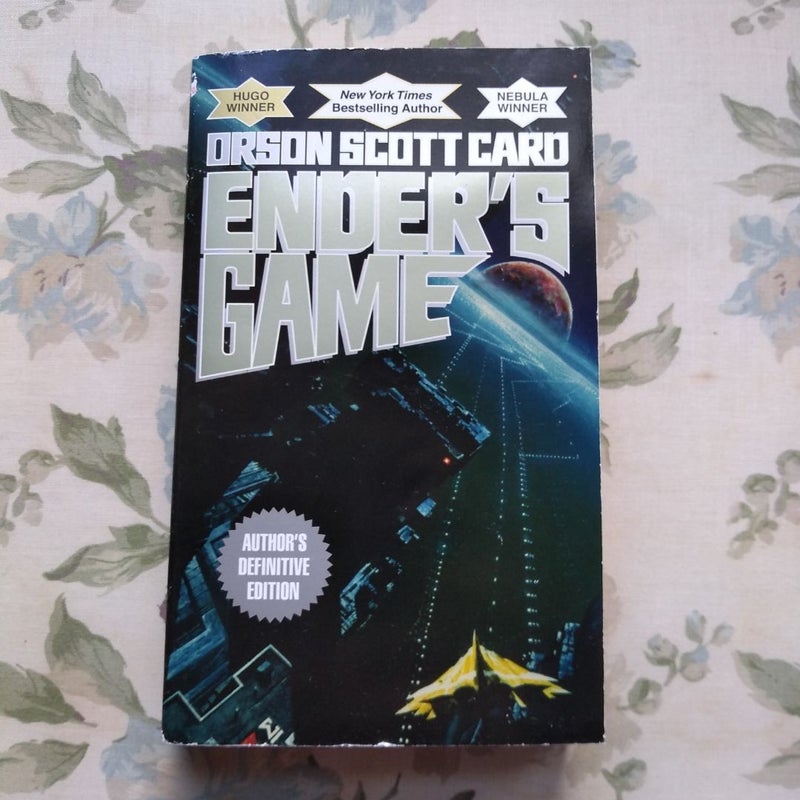 HUGO
WINNER
New York Times
Bestselling Author
NEBULA
WINNER
ORSON SCOTT CARD
ENDER'S
GAME
AUTHOR'S
DEFINITIVE
EDITION